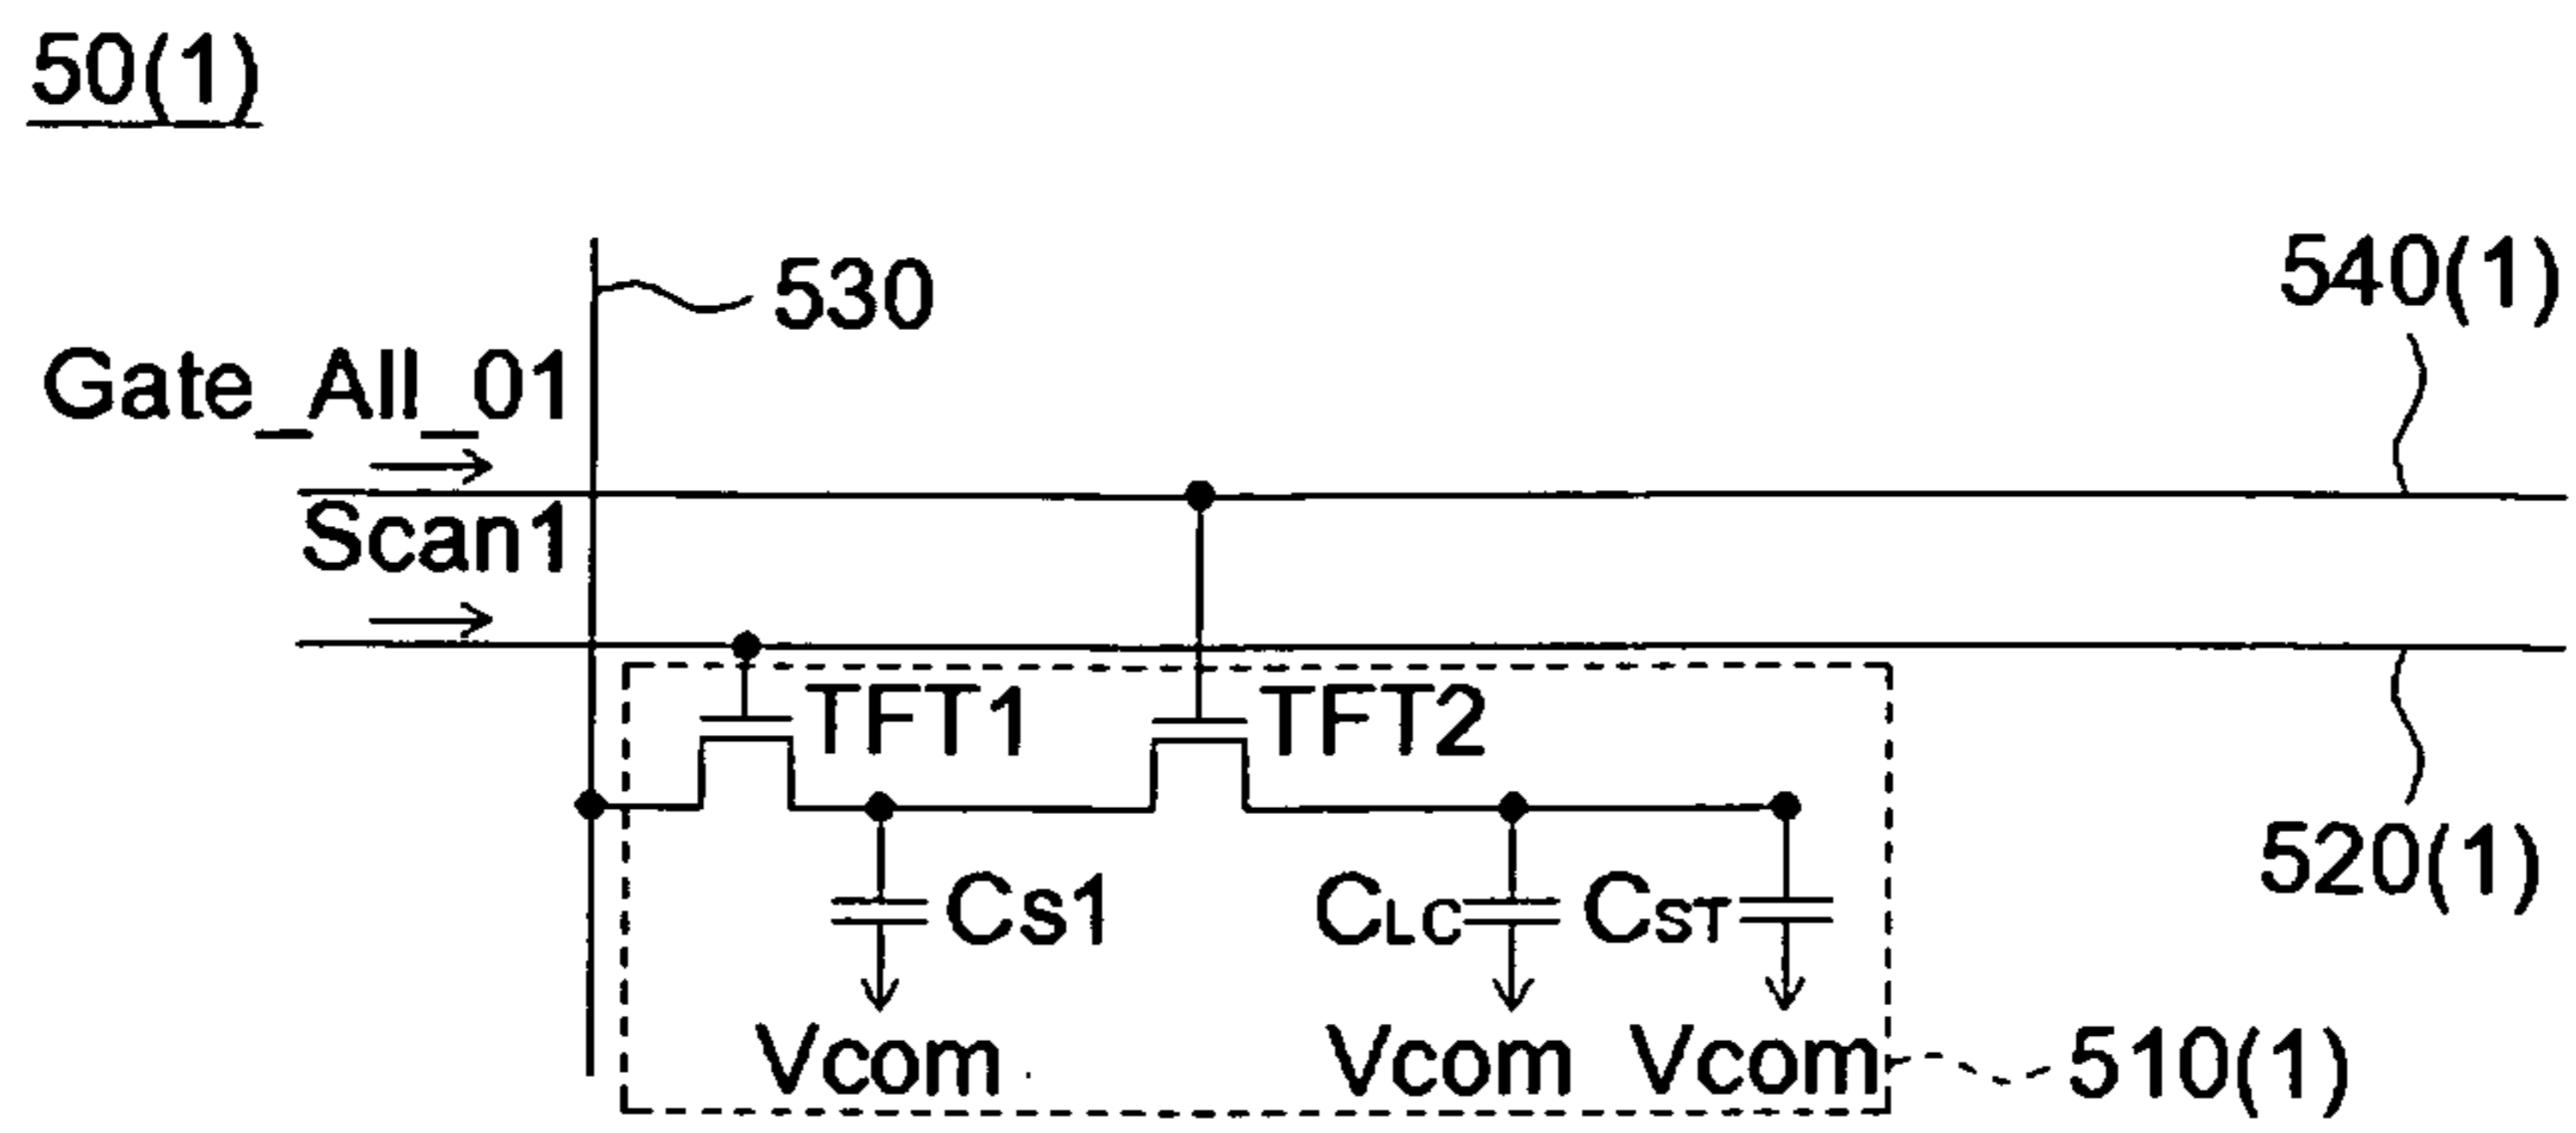 50(1)
530
540(1)
Gate_All_01
Scan1
TFT1 TFT2
520(1)
Cs1 CLC CST
Vcom Vcom Vcom 510(1)